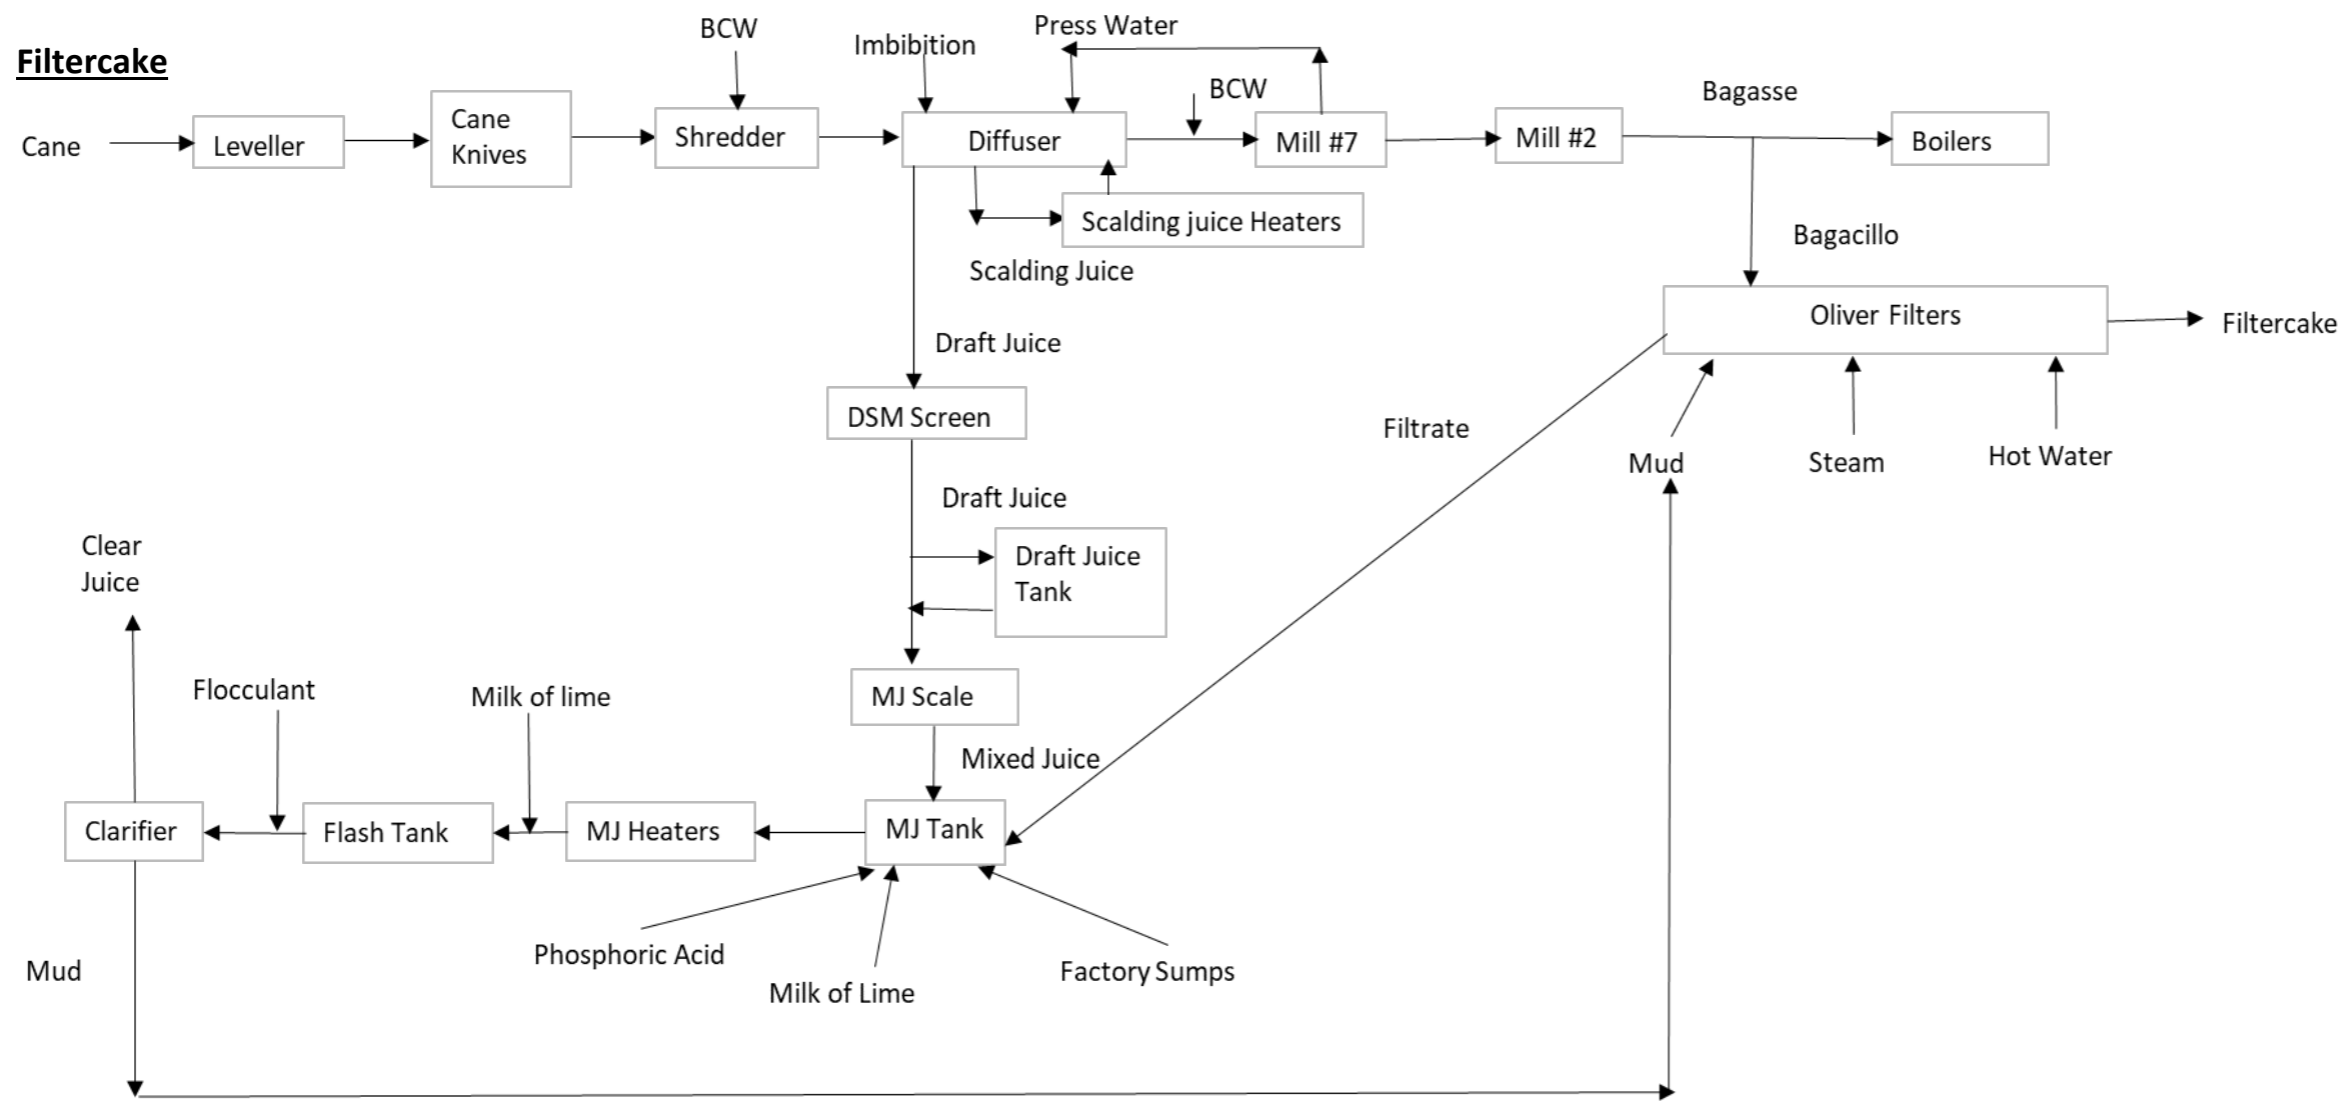 Filtercake
BCW
Imbibition
Press Water
BCW
Bagasse
Cane
Leveller
Cane
Knives
Shredder
Diffuser
Mill #7
Mill #2
Boilers
Scalding juice Heaters
Scalding Juice
Bagacillo
Oliver Filters
Filtercake
Draft Juice
DSM Screen
Filtrate
Mud
Steam
Hot Water
Draft Juice
Draft Juice
Tank
Clear
Juice
Flocculant
Milk of lime
MJ Scale
Mixed Juice
Clarifier
Flash Tank
MJ Heaters
MJ Tank
Phosphoric Acid
Milk of Lime
Factory Sumps
Mud